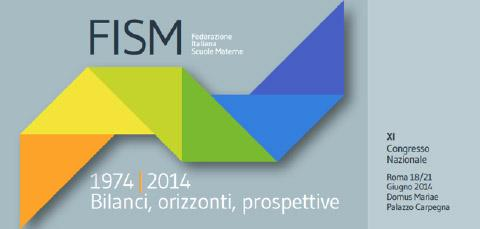 FISM
Federazione
Italiana
Scuole Materne
1974 | 2014
Bilanci, orizzonti, prospettive
XI
Congresso
Nazionale
Roma 18/21
Giugno 2014
Domus Mariae
Palazzo Carpegna